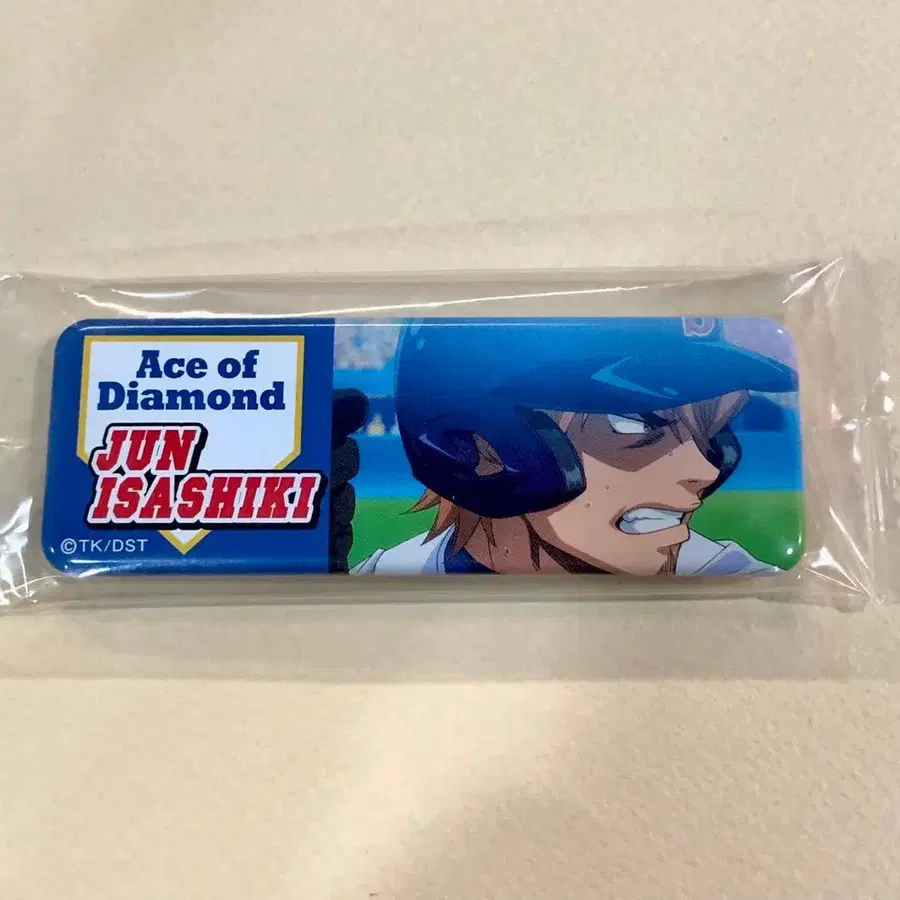 Ace of
Diamond
JUN
ISASHIKI
©TK/DST